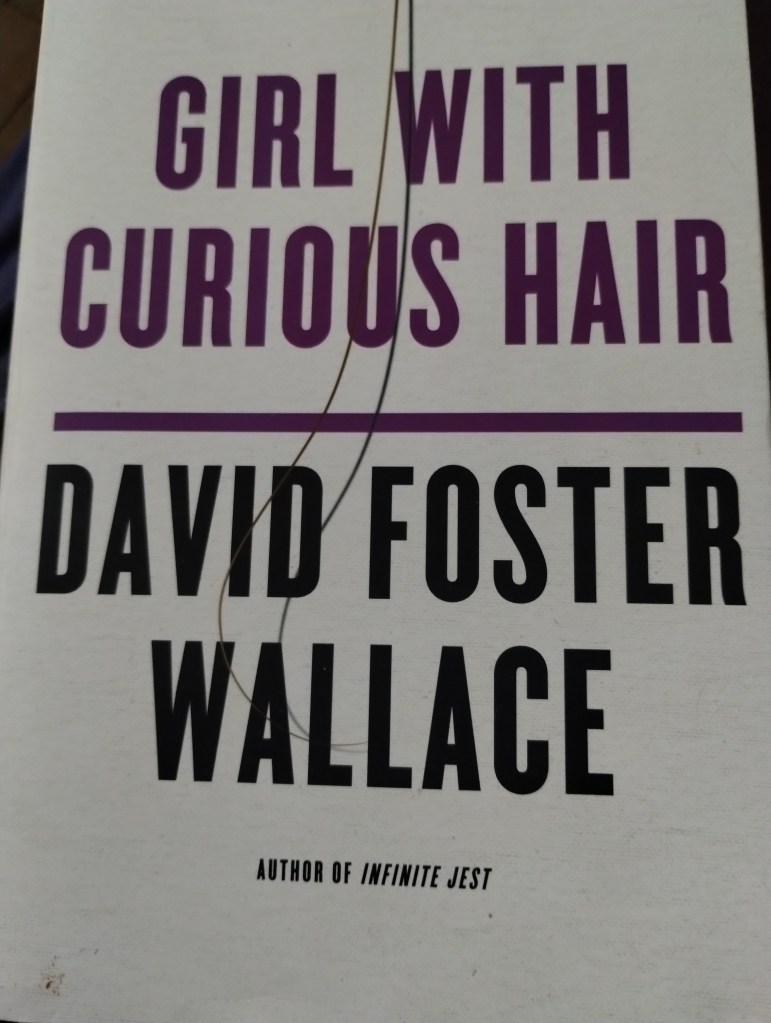 GIRL WITH
CURIOUS HAIR
DAVID FOSTER
WALLACE
AUTHOR OF INFINITE JEST